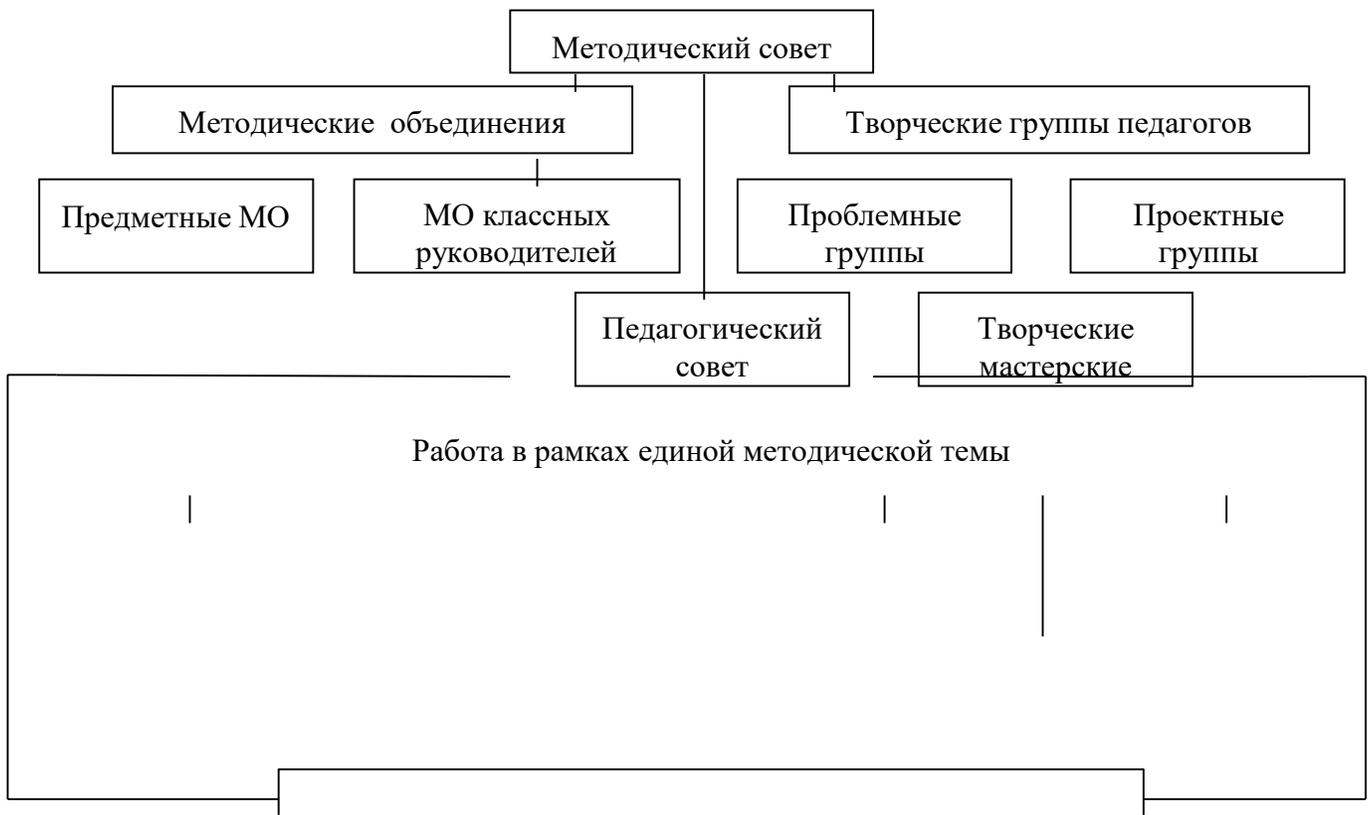 Методический совет
Методические объединения
Творческие группы педагогов
Предметные МО
МО классных
руководителей
Проблемные
группы
Проектные
группы
Педагогический
совет
Творческие
мастерские
Работа в рамках единой методической темы